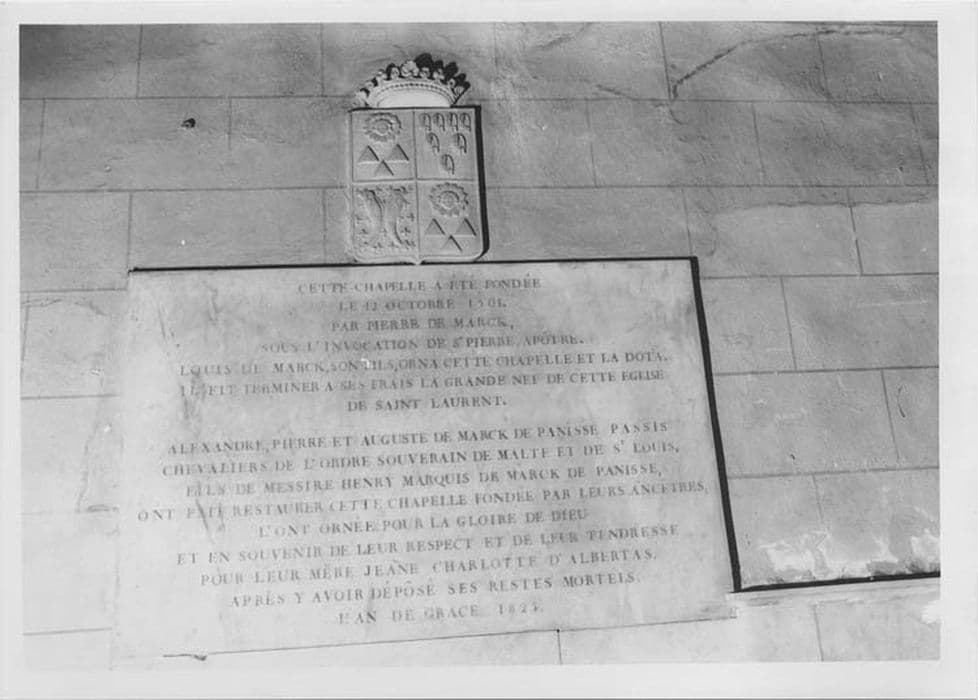 CETTE CHAPELLE A ÉTÉ FONDÉE
LE 12 OCTOBRE 1501.
PAR PIERRE DE MARCK,
SOUS L'INVOCATION DE St PIERRE, APÔTRE.
LOUIS DE MARCK, SON FILS, ORNA CETTE CHAPELLE ET LA DOTA.
IL FIT TERMINER A SES FRAIS LA GRANDE NEF DE CETTE EGLISE
DE SAINT LAURENT.
ALEXANDRE, PIERRE ET AUGUSTE DE MARCK DE PANISSE PASSIS
CHEVALIERS DE L'ORDRE SOUVERAIN DE MALTE ET DE St LOUIS,
FILS DE MESSIRE HENRY MARQUIS DE MARCK DE PANISSE,
ONT FAIT RESTAURER CETTE CHAPELLE FONDÉE PAR LEURS ANCETRES,
L'ONT ORNÉE POUR LA GLOIRE DE DIEU
ET EN SOUVENIR DE LEUR RESPECT ET DE LEUR TENDRESSE
POUR LEUR MÈRE JEANE CHARLOTTE D'ALBERTAS,
APRÈS Y AVOIR DÉPOSÉ SES RESTES MORTELS.
L'AN DE GRACE 1823.